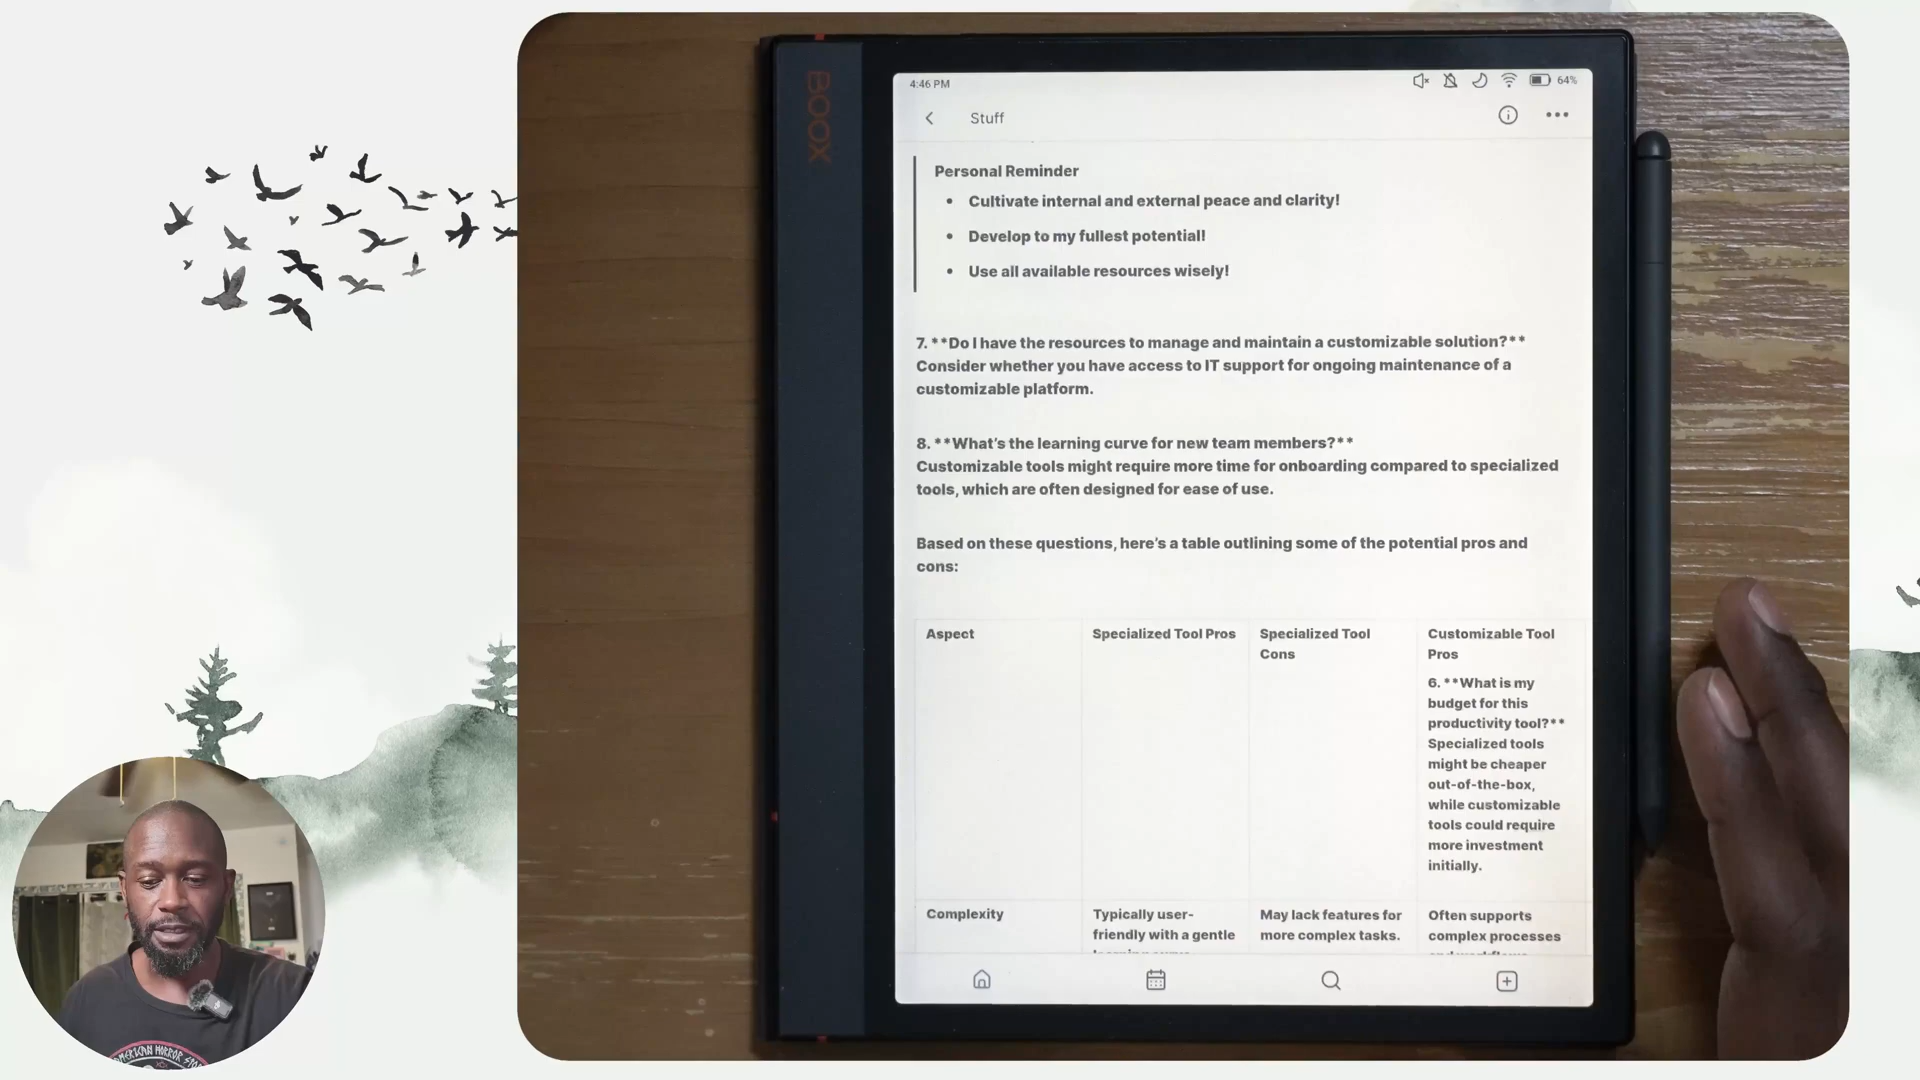 BOOX
4:46 PM
64%
Stuff
Personal Reminder
• Cultivate internal and external peace and clarity!
• Develop to my fullest potential!
• Use all available resources wisely!
7. **Do I have the resources to manage and maintain a customizable solution?**
Consider whether you have access to IT support for ongoing maintenance of a
customizable platform.
8. **What's the learning curve for new team members?**
Customizable tools might require more time for onboarding compared to specialized
tools, which are often designed for ease of use.
Based on these questions, here's a table outlining some of the potential pros and
cons:
Aspect
Specialized Tool Pros
Specialized Tool
Cons
Customizable Tool
Pros
6. **What is my
budget for this
productivity tool?**
Specialized tools
might be cheaper
out-of-the-box,
while customizable
tools could require
more investment
initially.
Complexity
Typically user-
friendly with a gentle
May lack features for
more complex tasks.
Often supports
complex processes
AMERICAN HORROR